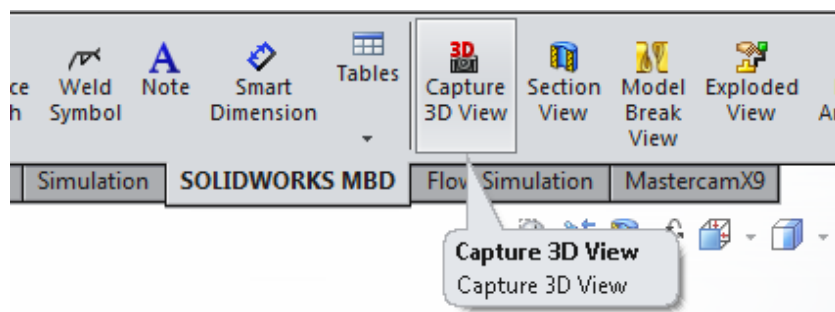 ce Weld Note Smart Tables Capture Section Model Exploded
h Symbol Dimension 3D View View Break View
View
3D
A
Simulation SOLIDWORKS MBD Flow Simulation MastercamX9
Capture 3D View
Capture 3D View